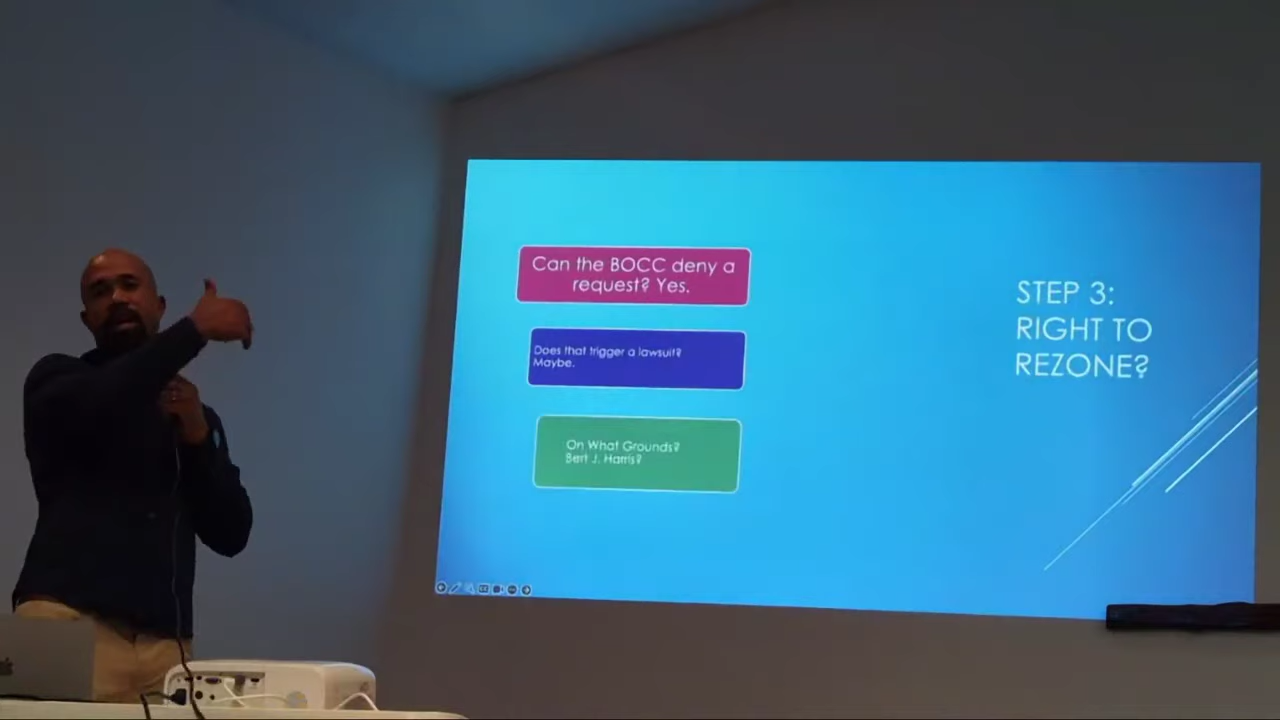 Can the BOCC deny a
request? Yes.
Does that trigger a lawsuit?
Maybe.
On What Grounds?
Bert J. Harris?
STEP 3:
RIGHT TO
REZONE?